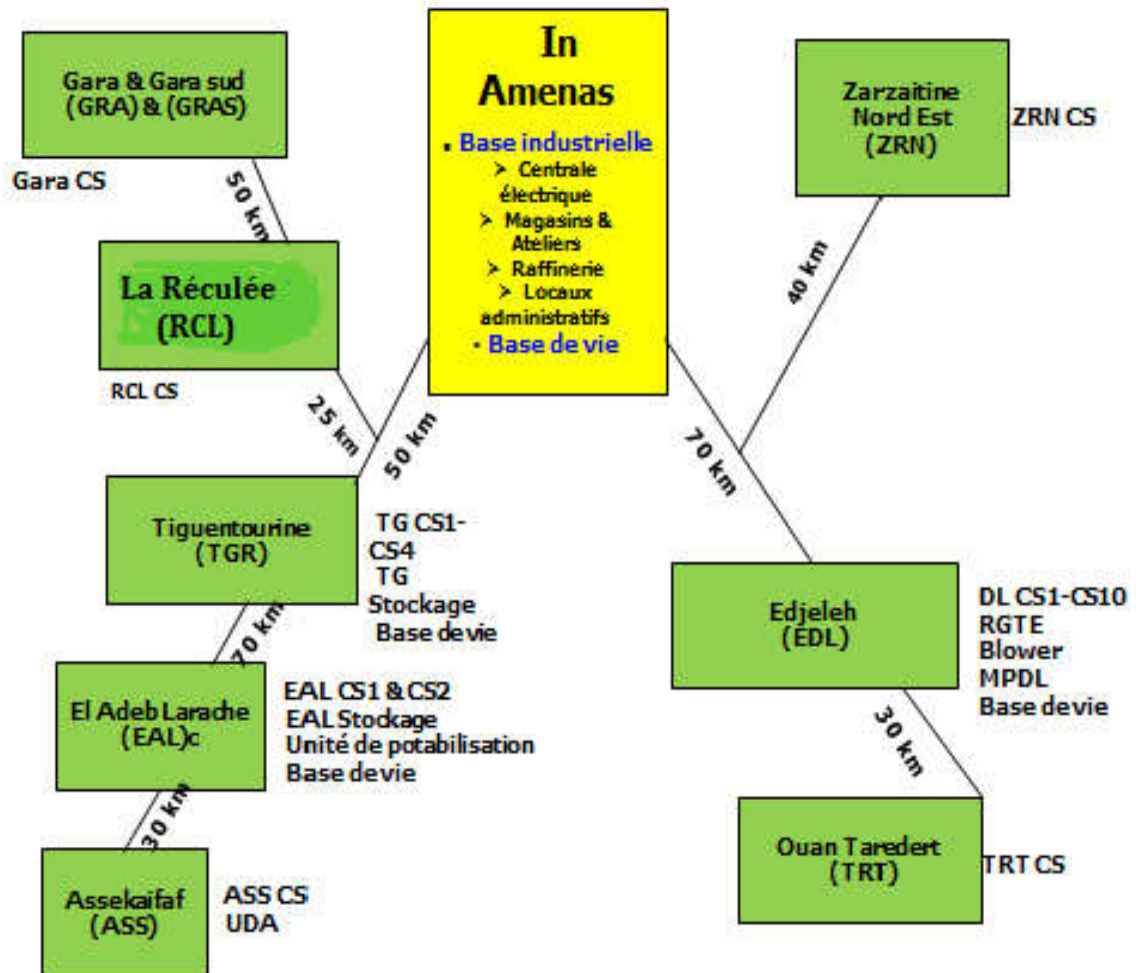 In
Amenas
• Base industrielle
➢ Centrale
électrique
➢ Magasins &
Ateliers
➢ Raffinerie
➢ Locaux
administratifs
• Base de vie
Gara & Gara sud
(GRA) & (GRAS)
Gara CS
50 km
La Réculée
(RCL)
RCL CS
25 km
50 km
Tiguentourine
(TGR)
TG CS1-
CS4
TG
Stockage
Base de vie
70 km
El Adeb Larache
(EAL)c
EAL CS1 & CS2
EAL Stockage
Unité de potabilisation
Base de vie
30 km
Assekaifaf
(ASS)
ASS CS
UDA
Zarzaitine
Nord Est
(ZRN)
ZRN CS
40 km
70 km
Edjeleh
(EDL)
DL CS1-CS10
RGTE
Blower
MPDL
Base de vie
30 km
Ouan Taredert
(TRT)
TRT CS